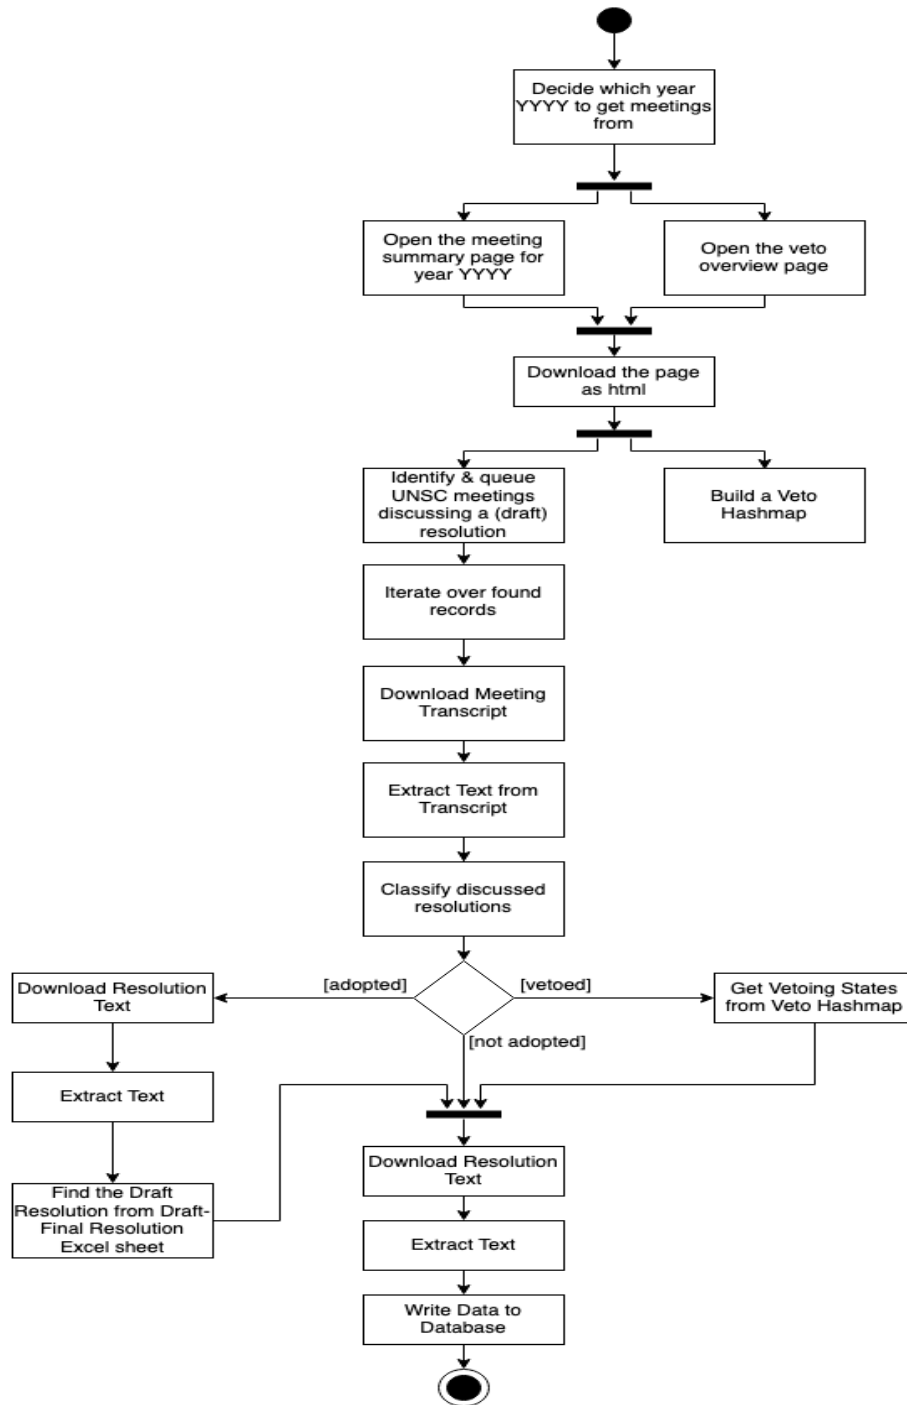 Decide which year
YYYY to get meetings
from
Open the meeting
summary page for
year YYYY
Open the veto
overview page
Download the page
as html
Identify & queue
UNSC meetings
discussing a (draft)
resolution
Build a Veto
Hashmap
Iterate over found
records
Download Meeting
Transcript
Extract Text from
Transcript
Classify discussed
resolutions
[adopted]
[vetoed]
[not adopted]
Download Resolution
Text
Get Vetoing States
from Veto Hashmap
Extract Text
Find the Draft
Resolution from Draft-
Final Resolution
Excel sheet
Download Resolution
Text
Extract Text
Write Data to
Database